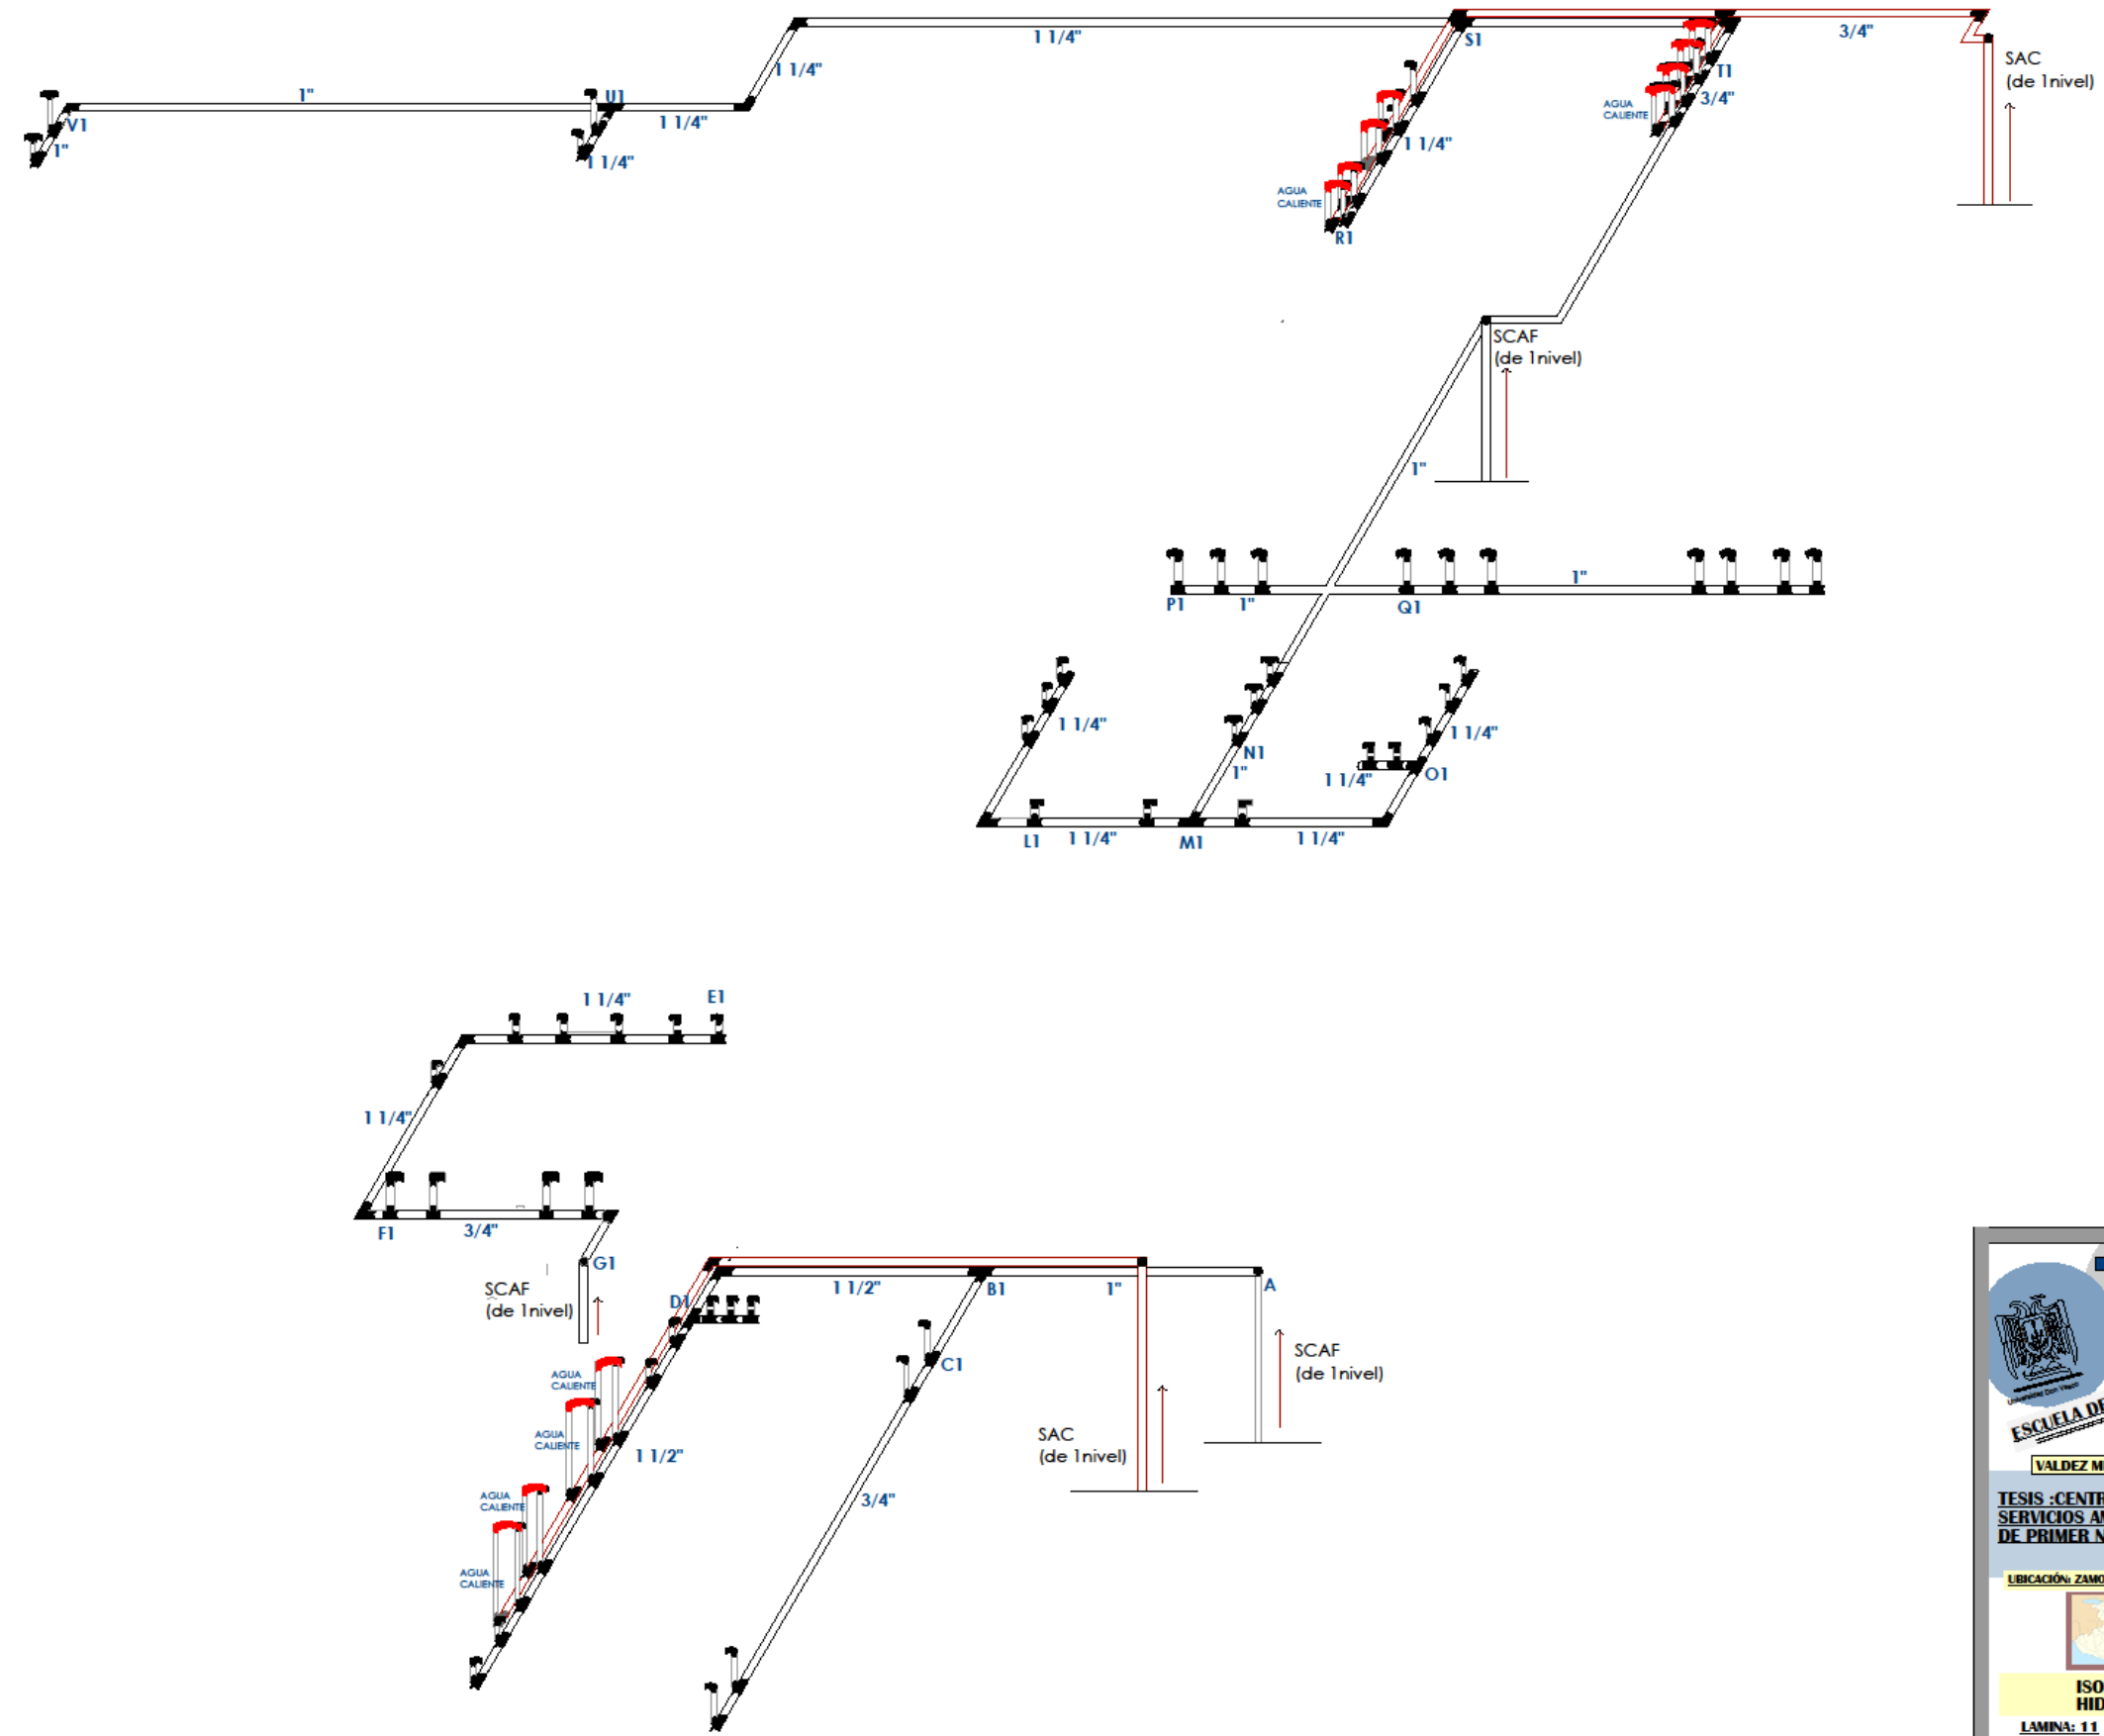 1 1/4"
3/4"
S1
SAC
(de 1nivel)
1 1/4"
T1
1"
U1
3/4"
AGUA
CALIENTE
V1
1 1/4"
1"
1 1/4"
1 1/4"
AGUA
CALIENTE
R1
SCAF
(de 1nivel)
1"
1"
P1
1"
Q1
1 1/4"
1 1/4"
N1
1"
1 1/4"
O1
L1
1 1/4"
M1
1 1/4"
1 1/4"
E1
1 1/4"
F1
3/4"
G1
SCAF
(de 1nivel)
1 1/2"
B1
1"
A
D1
C1
SCAF
(de 1nivel)
AGUA
CALIENTE
AGUA
CALIENTE
1 1/2"
SAC
(de 1nivel)
AGUA
CALIENTE
3/4"
AGUA
CALIENTE
Universidad Don Vasco
ESCUELA DE
VALDEZ
TESIS :CENTR
SERVICIOS
DE PRIMER
UBICACIÓN: ZAMO
ISO
HID
LAMINA: 11